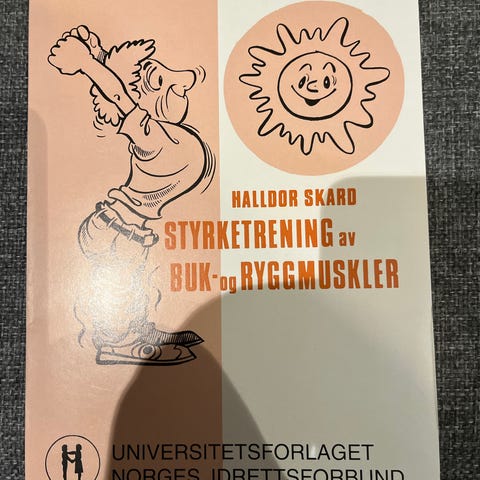 HALLDOR SKARD
STYRKETRENING av
BUK- og RYGGMUSKLER
UNIVERSITETSFORLAGET
NORGES IDRETTSFORBUND